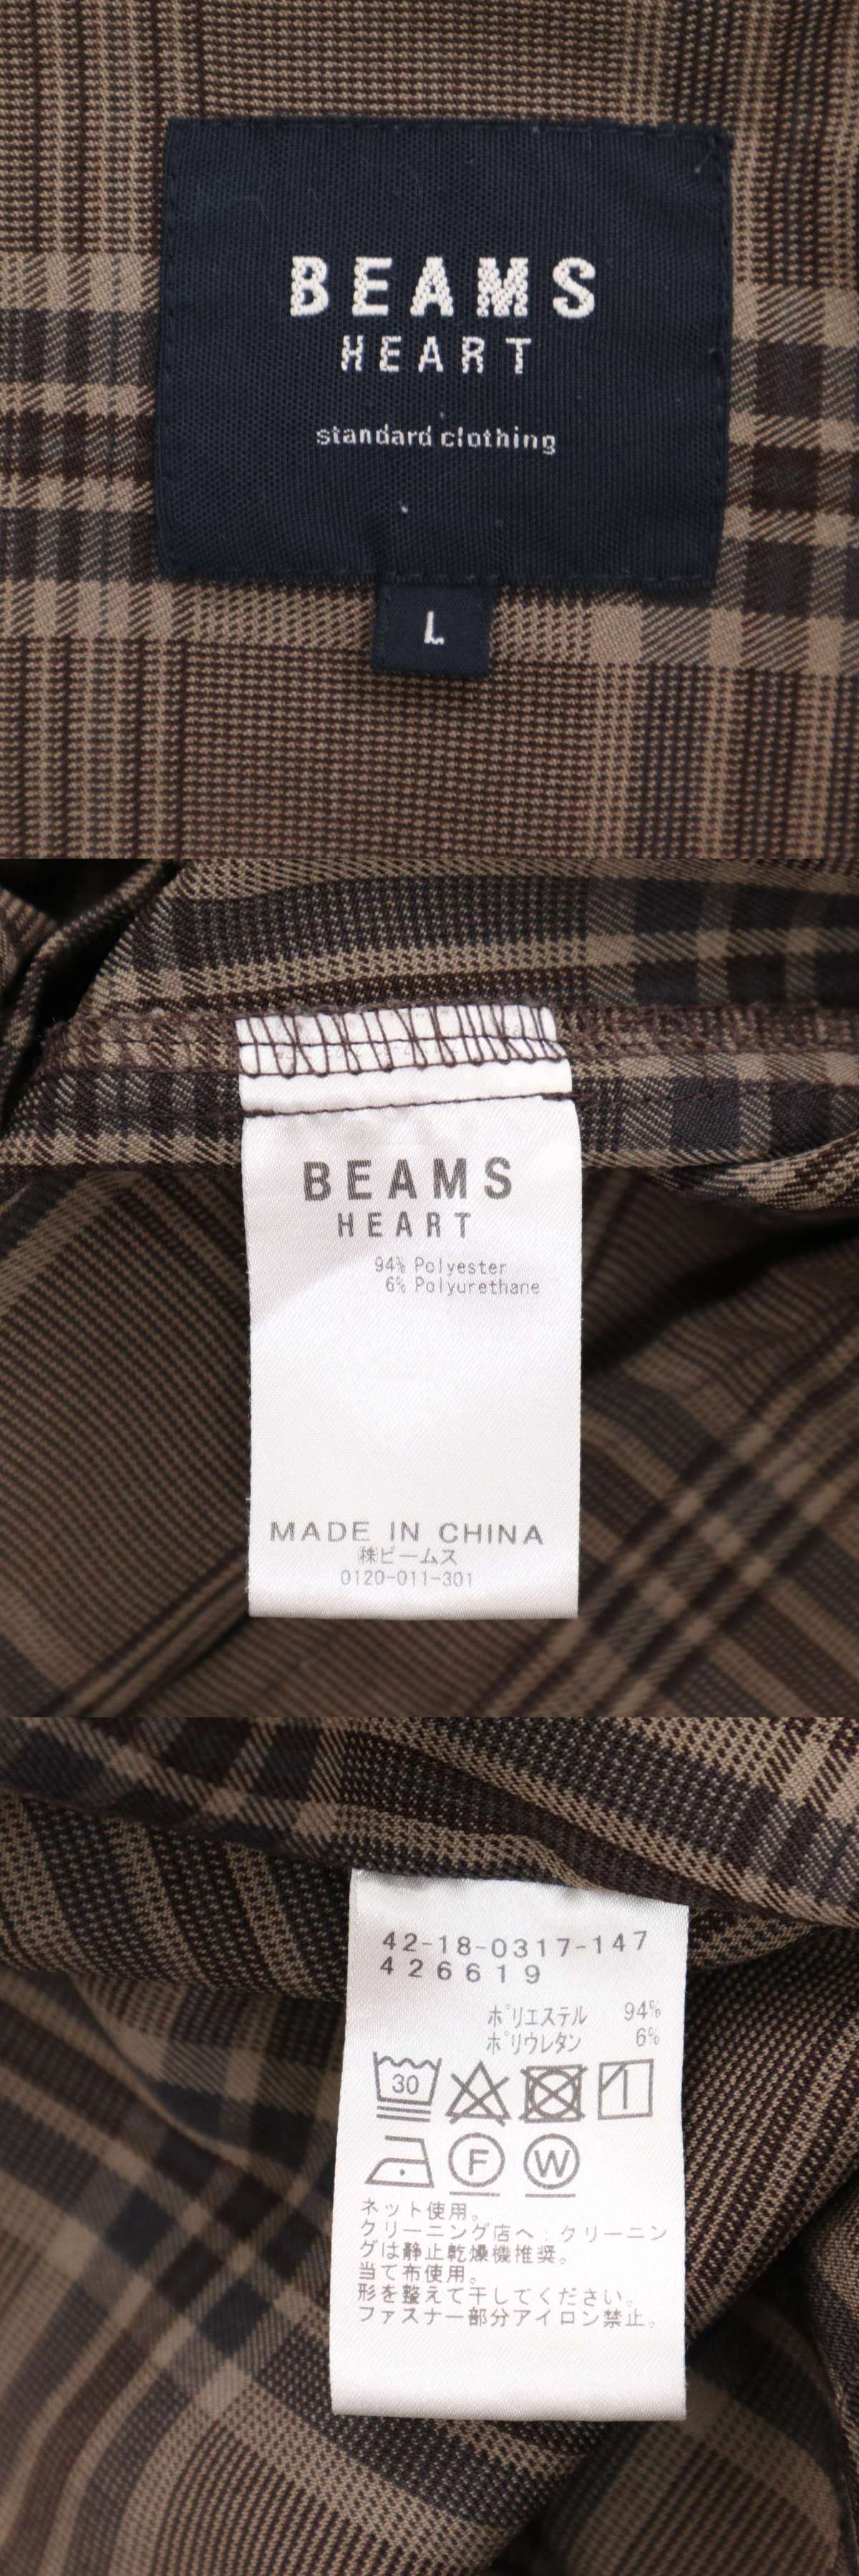 BEAMS
HEART
standard clothing
L
BEAMS
HEART
94% Polyester
6% Polyurethane
MADE IN CHINA
㈱ビームス
0120-011-301
42-18-0317-147
426619
ポリエステル 94%
ポリウレタン 6%
30
F
W
ネット使用。
クリーニング店へ:クリーニン
グは静止乾燥機推奨。
当て布使用。
形を整えて干してください。
ファスナー部分アイロン禁止。